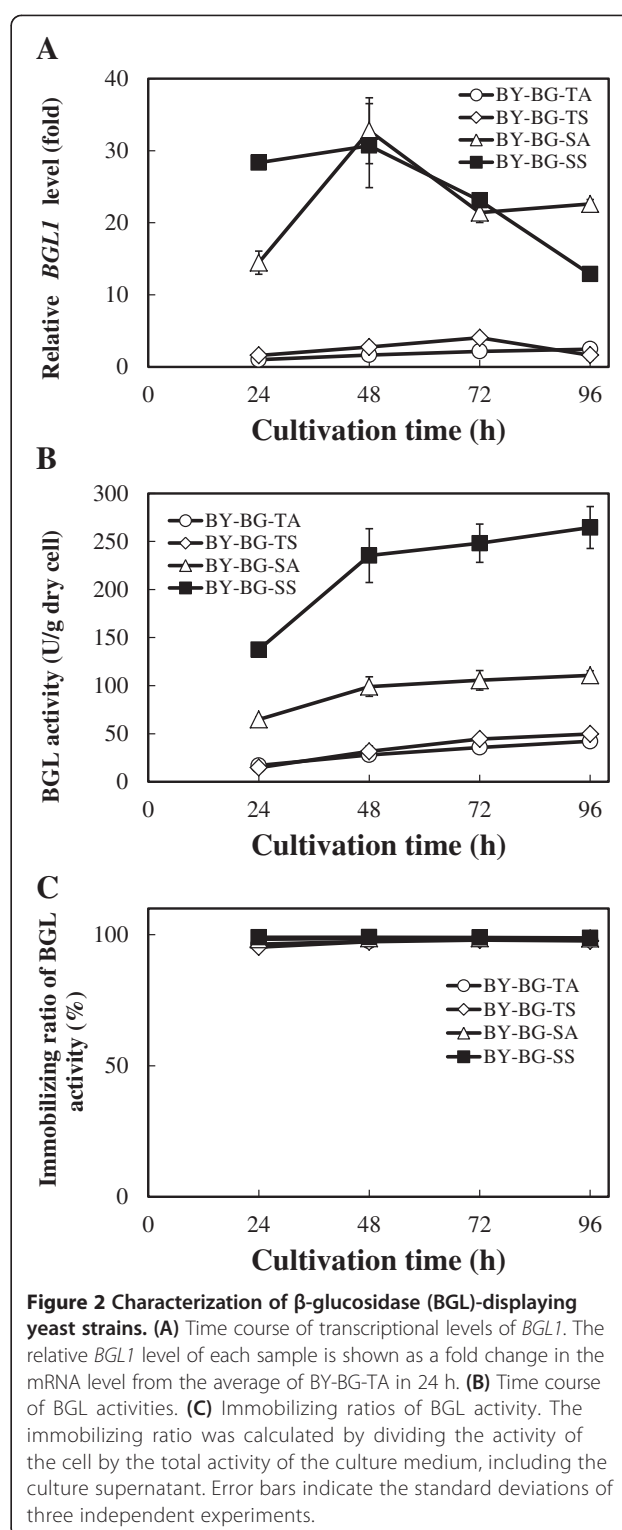 A
Relative BGL1 level (fold)
40
30
20
10
0
0
24
48
72
96
BY-BG-TA
BY-BG-TS
BY-BG-SA
BY-BG-SS
Cultivation time (h)
B
BGL activity (U/g dry cell)
300
250
200
150
100
50
0
0
24
48
72
96
BY-BG-TA
BY-BG-TS
BY-BG-SA
BY-BG-SS
Cultivation time (h)
C
Immobilizing ratio of BGL
activity (%)
100
50
0
0
24
48
72
96
BY-BG-TA
BY-BG-TS
BY-BG-SA
BY-BG-SS
Cultivation time (h)
Figure 2 Characterization of β-glucosidase (BGL)-displaying
yeast strains. (A) Time course of transcriptional levels of BGL1. The
relative BGL1 level of each sample is shown as a fold change in the
mRNA level from the average of BY-BG-TA in 24 h. (B) Time course
of BGL activities. (C) Immobilizing ratios of BGL activity. The
immobilizing ratio was calculated by dividing the activity of
the cell by the total activity of the culture medium, including the
culture supernatant. Error bars indicate the standard deviations of
three independent experiments.